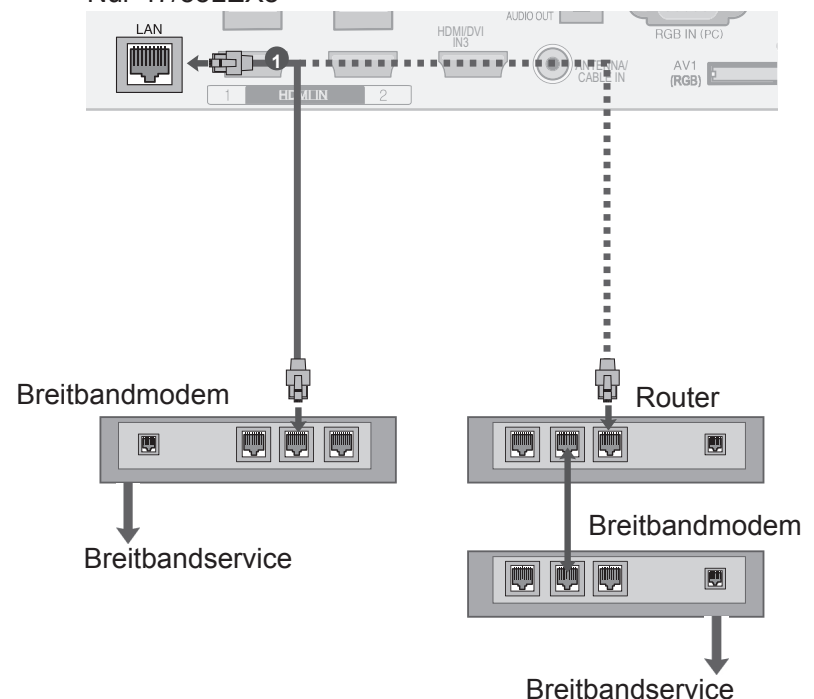 LAN
AUDIO OUT
HDMI/DVI
IN3
RGB IN (PC)
1
ANTENNA/
CABLE IN
AV1
(RGB)
1 HDMI IN 2
Breitbandmodem
Router
Breitbandservice
Breitbandmodem
Breitbandservice